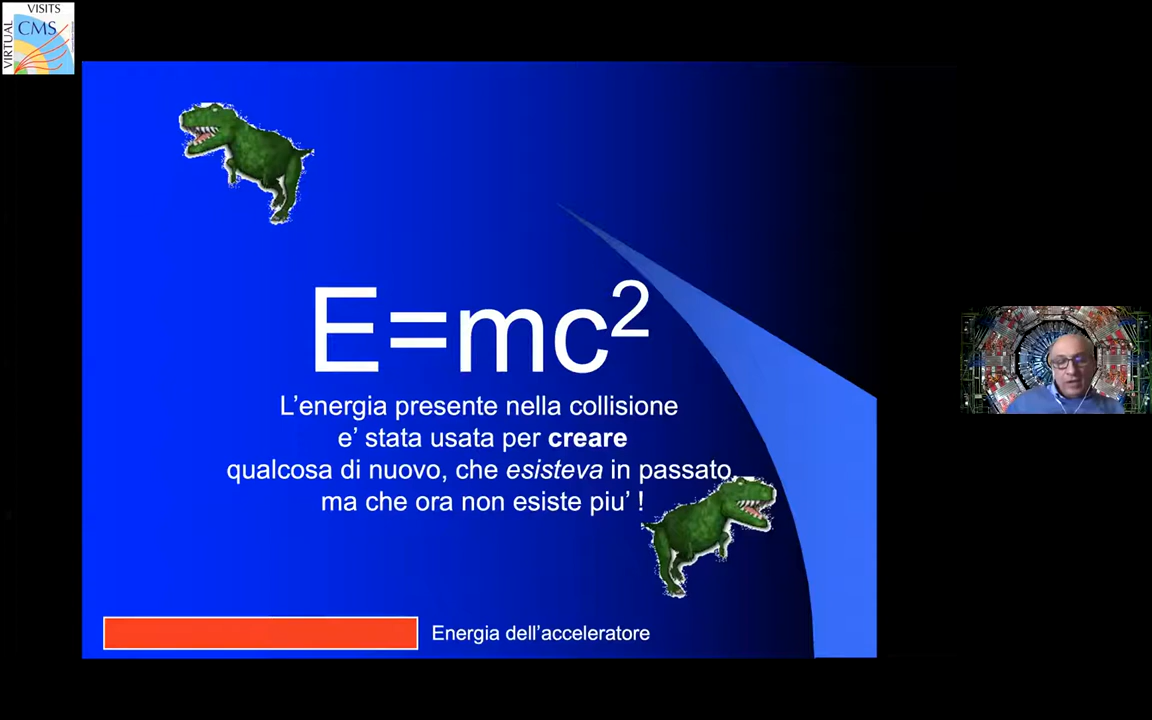 VIRTUAL
VISITS
CMS
E=mc²
L'energia presente nella collisione
e' stata usata per creare
qualcosa di nuovo, che esisteva in passato
ma che ora non esiste piu' !
Energia dell'acceleratore